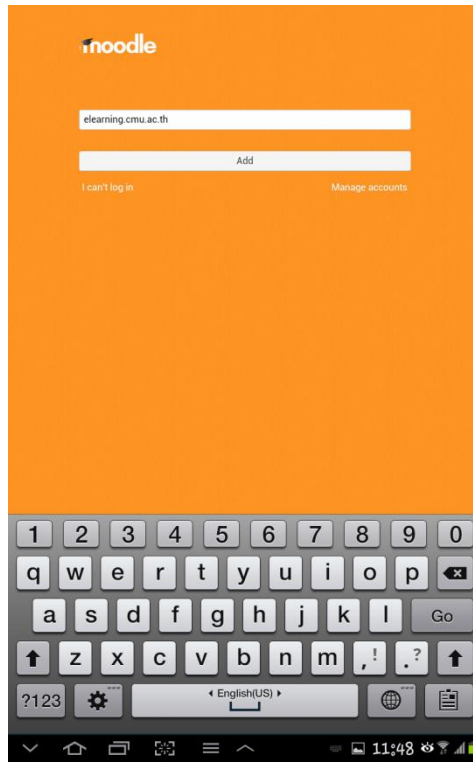 moodle
elearning.cmu.ac.th
Add
I can't log in Manage accounts
1 2 3 4 5 6 7 8 9 0
q w e r t y u i o p
a s d f g h j k l Go
z x c v b n m ,! .?
?123 English(US)
11:48